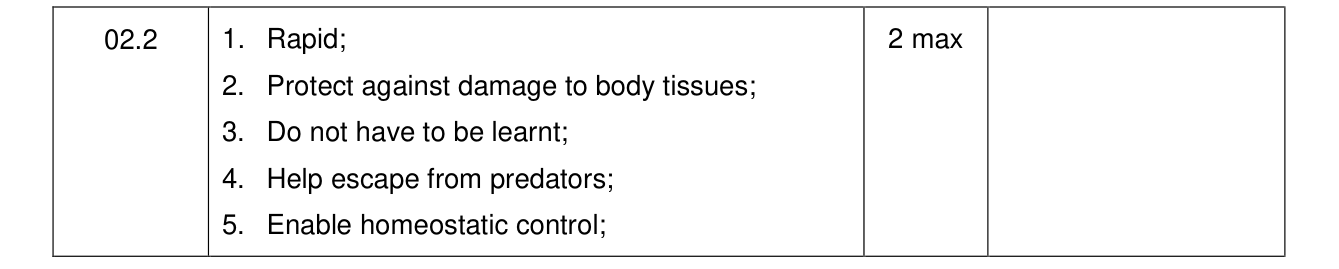 02.2 1. Rapid; 2 max
2. Protect against damage to body tissues;
3. Do not have to be learnt;
4. Help escape from predators;
5. Enable homeostatic control;